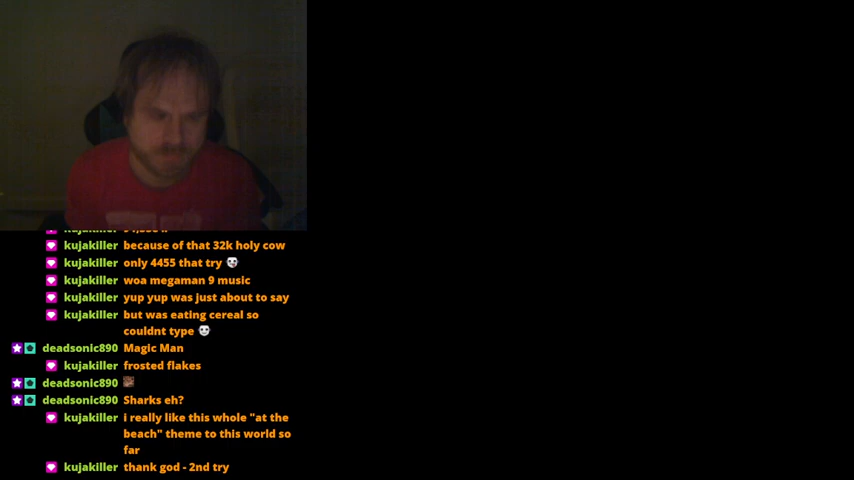 kujakiller because of that 32k holy cow
kujakiller only 4455 that try
kujakiller woa megaman 9 music
kujakiller yup yup was just about to say
kujakiller but was eating cereal so
couldnt type
deadsonic890 Magic Man
kujakiller frosted flakes
deadsonic890
deadsonic890 Sharks eh?
kujakiller i really like this whole "at the
beach" theme to this world so
far
kujakiller thank god - 2nd try